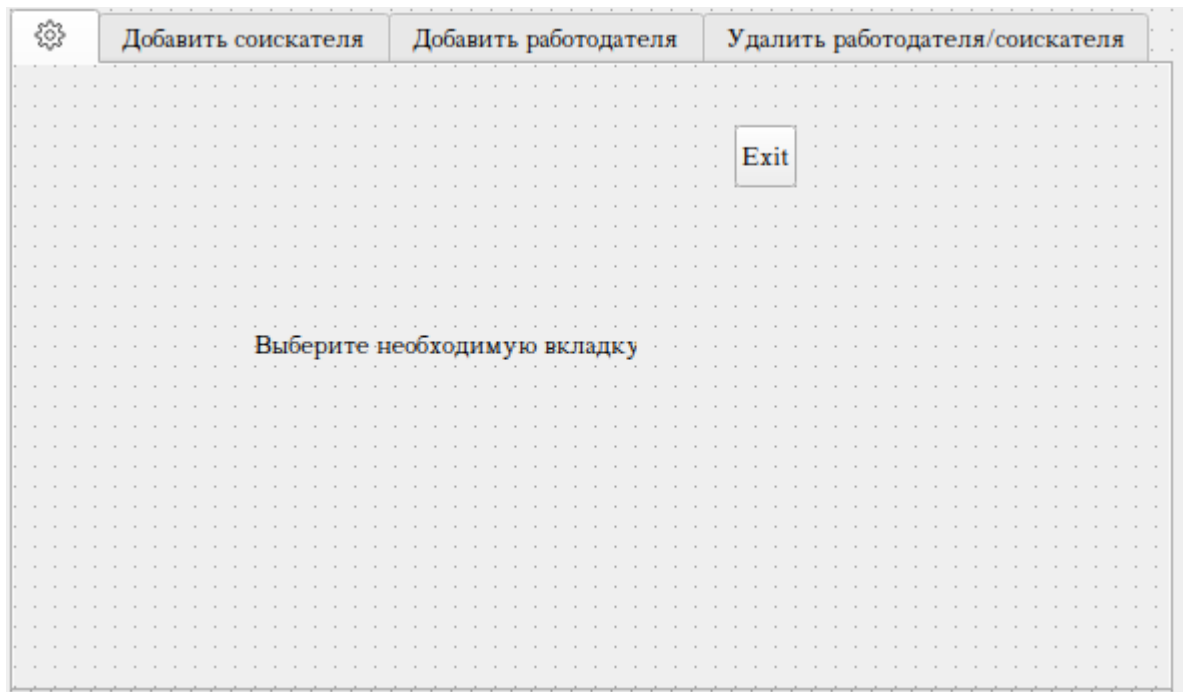 Добавить соискателя Добавить работодателя Удалить работодателя/соискателя
Exit
Выберите необходимую вкладку